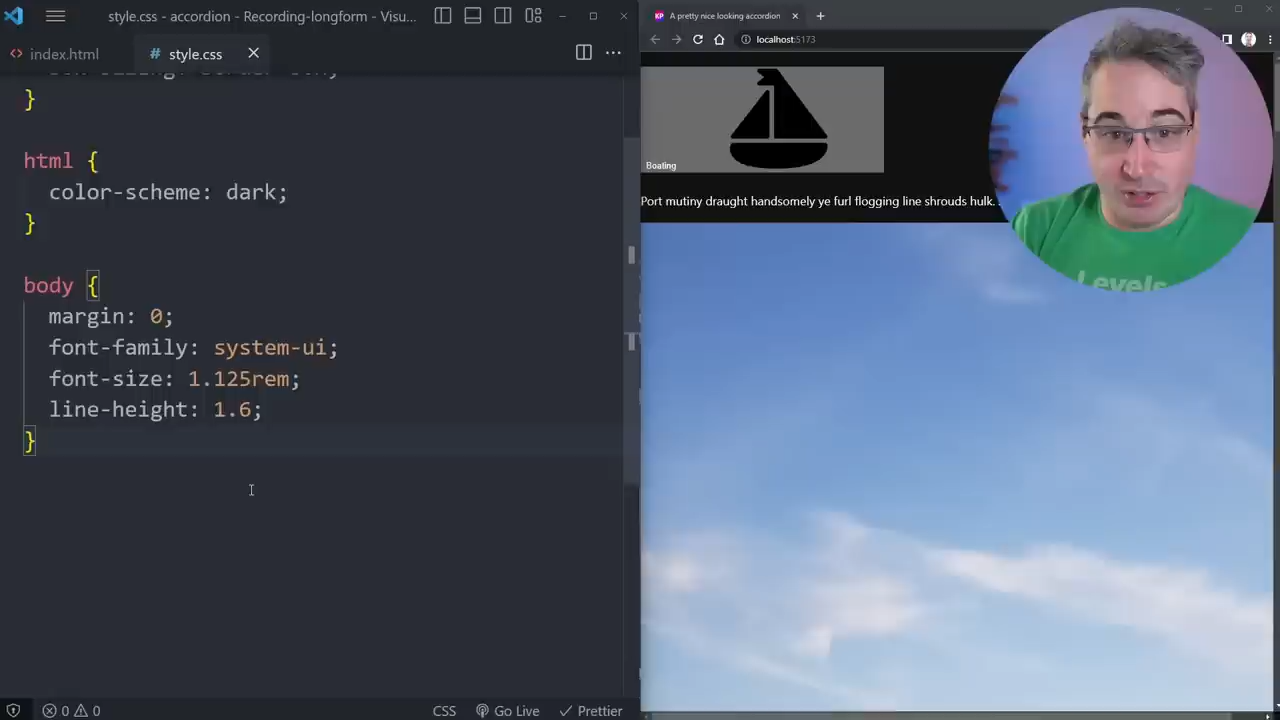 style.css - accordion - Recording-longform - Visu...
index.html
# style.css
}
html {
color-scheme: dark;
}
body {
margin: 0;
font-family: system-ui;
font-size: 1.125rem;
line-height: 1.6;
}
0 0
CSS
Go Live
Prettier
KP A pretty nice looking accordion
localhost:5173
Boating
Port mutiny draught handsomely ye furl flogging line shrouds hulk.
Levels